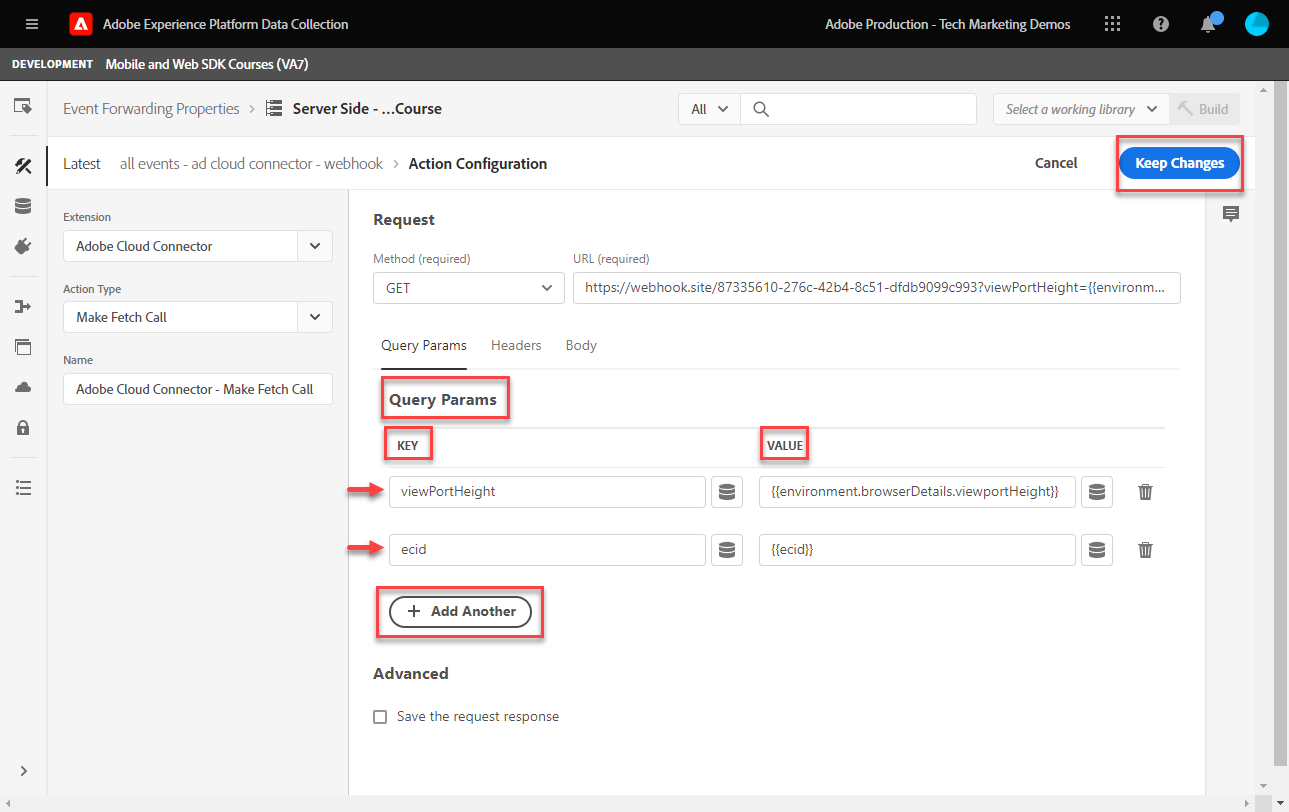 Adobe Experience Platform Data Collection
Adobe Production - Tech Marketing Demos
DEVELOPMENT Mobile and Web SDK Courses (VA7)
Event Forwarding Properties > Server Side - ...Course
All
Select a working library
Build
Latest all events - ad cloud connector - webhook > Action Configuration
Cancel
Keep Changes
Extension
Adobe Cloud Connector
Action Type
Make Fetch Call
Name
Adobe Cloud Connector - Make Fetch Call
Request
Method (required)
URL (required)
GET
https://webhook.site/87335610-276c-42b4-8c51-dfdb9099c993?viewPortHeight={{environm...
Query Params
Headers
Body
Query Params
KEY
VALUE
viewPortHeight
{{environment.browserDetails.viewportHeight}}
ecid
{{ecid}}
+ Add Another
Advanced
Save the request response